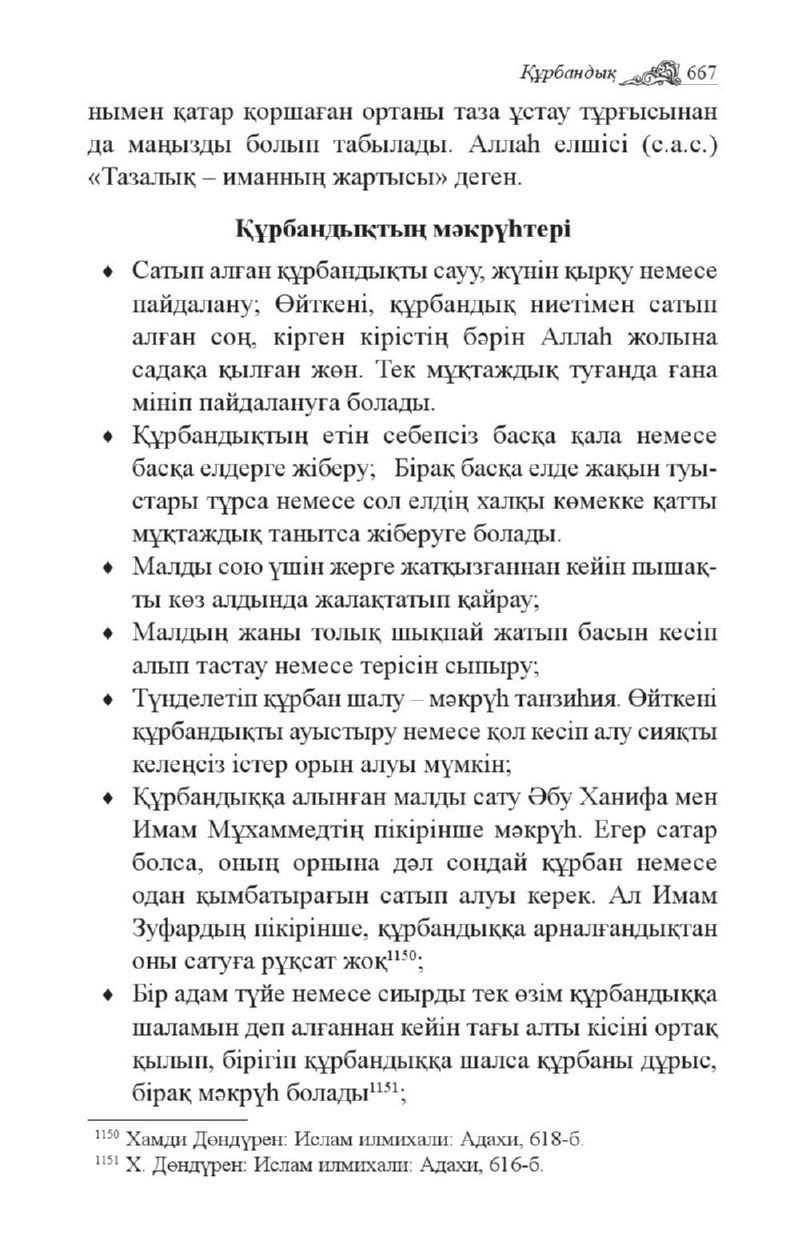 Құрбандық 667
нымен қатар қоршаған ортаны таза ұстау тұрғысынан
да маңызды болып табылады. Аллаһ елшісі (с.а.с.)
«Тазалық – иманның жартысы» деген.
Құрбандықтың мәкрүһтері
♦ Сатып алған құрбандықты сауу, жүнін қырқу немесе
пайдалану; Өйткені, құрбандық ниетімен сатып
алған соң, кірген кірістің бәрін Аллаһ жолына
садақа қылған жөн. Тек мұқтаждық туғанда ғана
мініп пайдалануға болады.
♦ Құрбандықтың етін себепсіз басқа қала немесе
басқа елдерге жіберу; Бірақ басқа елде жақын туы-
стары тұрса немесе сол елдің халқы көмекке қатты
мұқтаждық танытса жіберуге болады.
♦ Малды сою үшін жерге жатқызғаннан кейін пышақ-
ты көз алдында жалақтатып қайрау;
♦ Малдың жаны толық шықпай жатып басын кесіп
алып тастау немесе терісін сыпыру;
♦ Түнделетіп құрбан шалу – мәкрүһ танзиһия. Өйткені
құрбандықты ауыстыру немесе қол кесіп алу сияқты
келеңсіз істер орын алуы мүмкін;
♦ Құрбандыққа алынған малды сату Әбу Ханифа мен
Имам Мұхаммедтің пікірінше мәкрүһ. Егер сатар
болса, оның орнына дәл сондай құрбан немесе
одан қымбатырағын сатып алуы керек. Ал Имам
Зуфардың пікірінше, құрбандыққа арналғандықтан
оны сатуға рұқсат жоқ¹¹⁵⁰;
♦ Бір адам түйе немесе сиырды тек өзім құрбандыққа
шаламын деп алғаннан кейін тағы алты кісіні ортақ
қылып, бірігіп құрбандыққа шалса құрбаны дұрыс,
бірақ мәкрүһ болады¹¹⁵¹;
¹¹⁵⁰ Хамди Дөндүрен: Ислам илмихали: Адахи, 618-б.
¹¹⁵¹ Х. Дөндүрен: Ислам илмихали: Адахи, 616-б.